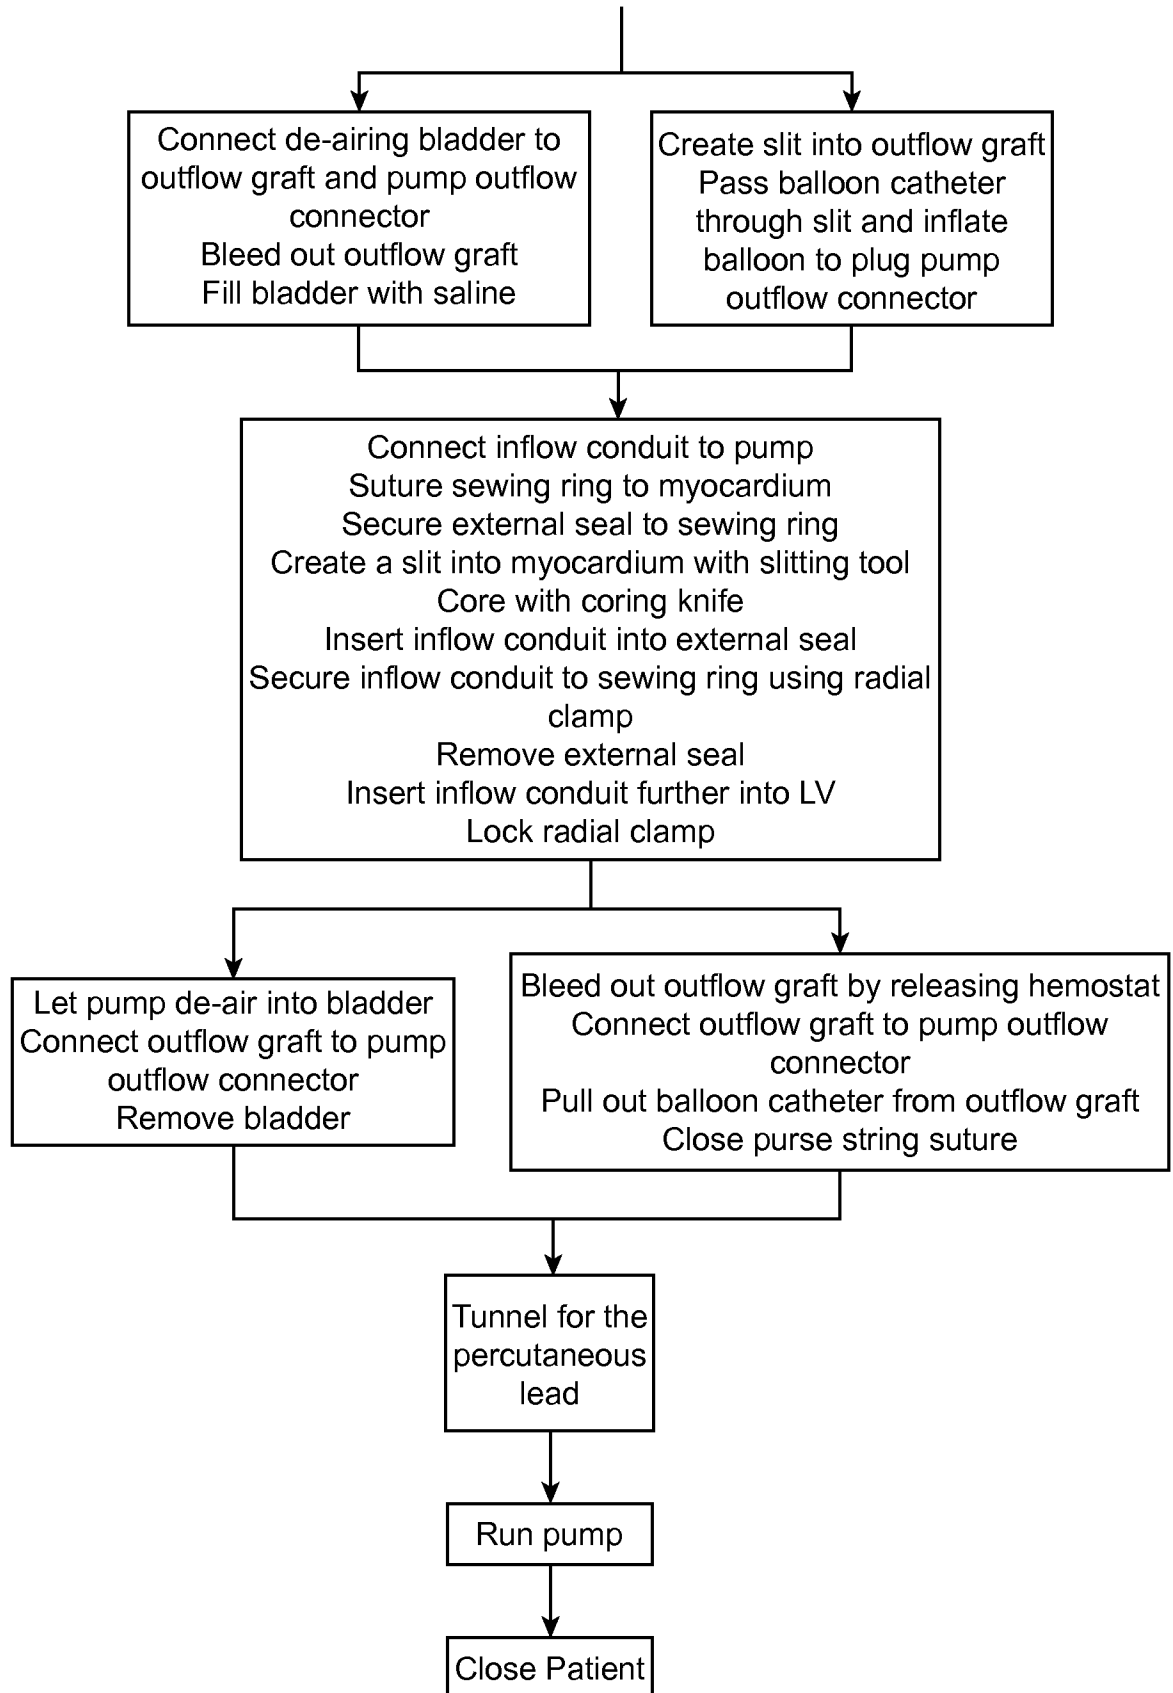 Connect de-airing bladder to
outflow graft and pump outflow
connector
Bleed out outflow graft
Fill bladder with saline
Create slit into outflow graft
Pass balloon catheter
through slit and inflate
balloon to plug pump
outflow connector
Connect inflow conduit to pump
Suture sewing ring to myocardium
Secure external seal to sewing ring
Create a slit into myocardium with slitting tool
Core with coring knife
Insert inflow conduit into external seal
Secure inflow conduit to sewing ring using radial
clamp
Remove external seal
Insert inflow conduit further into LV
Lock radial clamp
Let pump de-air into bladder
Connect outflow graft to pump
outflow connector
Remove bladder
Bleed out outflow graft by releasing hemostat
Connect outflow graft to pump outflow
connector
Pull out balloon catheter from outflow graft
Close purse string suture
Tunnel for the
percutaneous
lead
Run pump
Close Patient